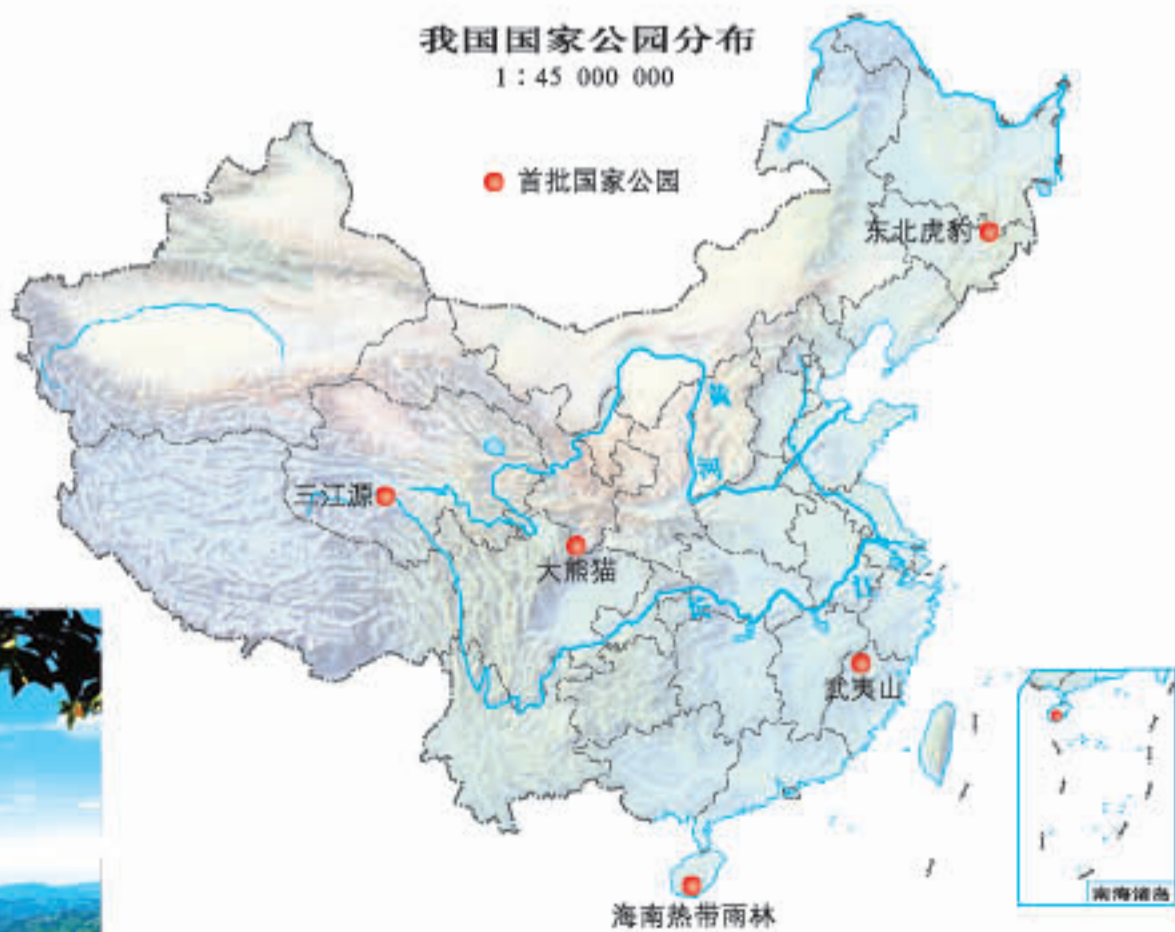 我国国家公园分布
1：45 000 000
首批国家公园
东北虎豹
黄
河
三江源
大熊猫
长
江
武夷山
海南热带雨林
南海诸岛